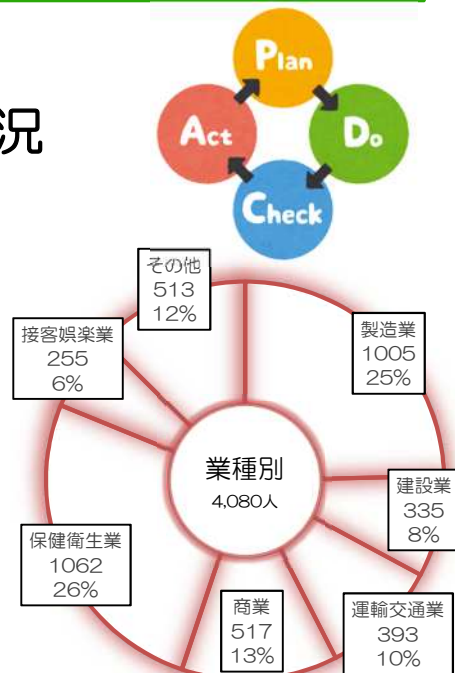 況
Plan
Do
Check
Act
その他
513
12%
製造業
1005
25%
接客娯楽業
255
6%
業種別
4,080人
建設業
335
8%
保健衛生業
1062
26%
商業
517
13%
運輸交通業
393
10%